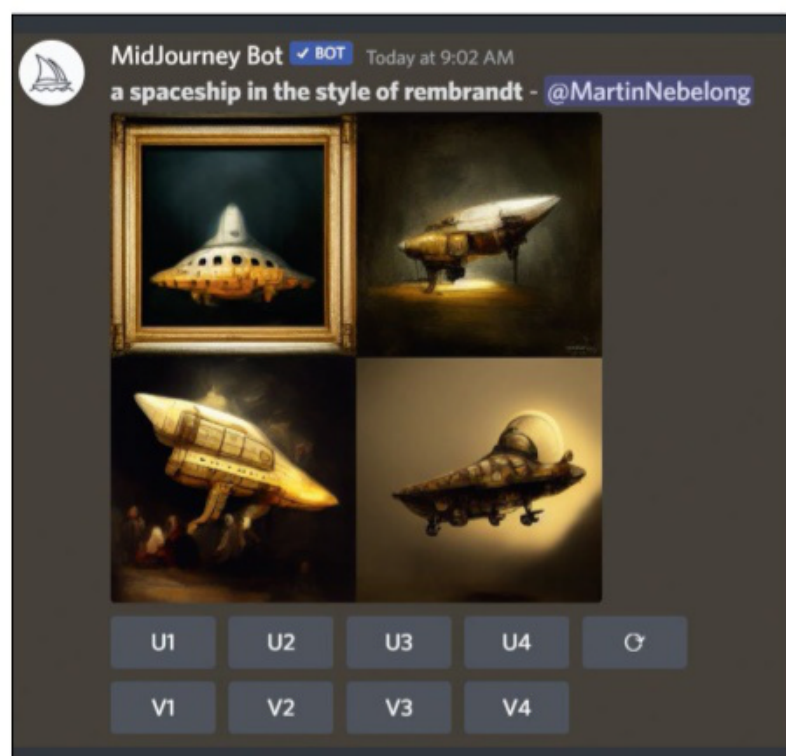 MidJourney Bot ✔ BOT Today at 9:02 AM
a spaceship in the style of rembrandt - @MartinNebelong
U1 U2 U3 U4
V1 V2 V3 V4